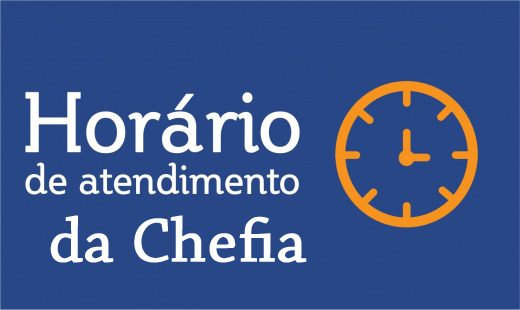 Horário
de atendimento
da Chefia